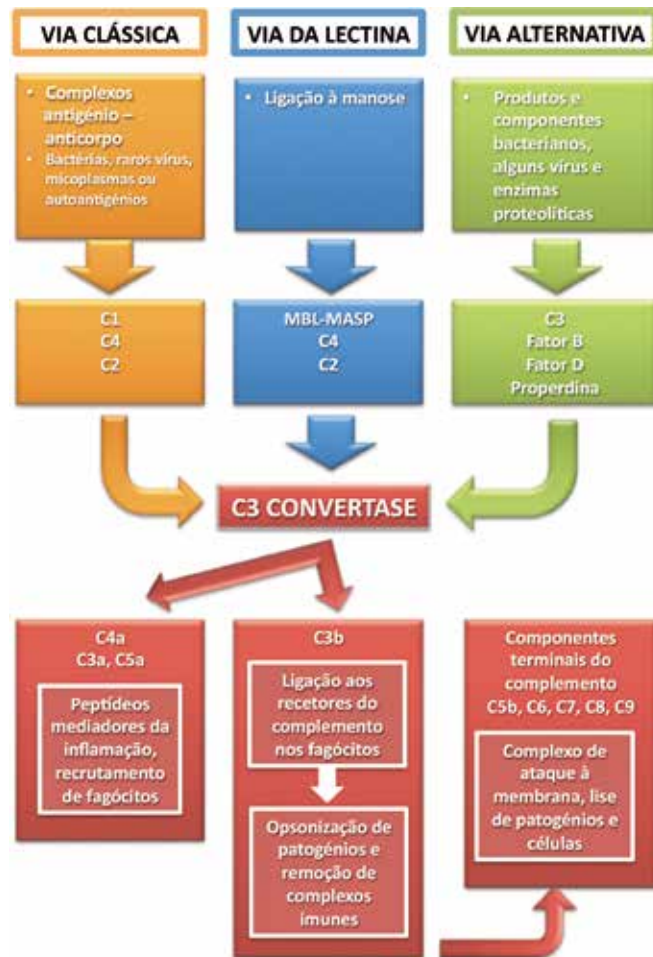 VIA CLÁSSICA
VIA DA LECTINA
VIA ALTERNATIVA
• Complexos
antigénio –
anticorpo
• Bactérias, raros vírus,
micoplasmas ou
autoantigénios
• Ligação à manose
• Produtos e
componentes
bacterianos,
alguns vírus e
enzimas
proteolíticas
C1
C4
C2
MBL-MASP
C4
C2
C3
Fator B
Fator D
Properdina
C3 CONVERTASE
C4a
C3a, C5a
Peptídeos
mediadores da
inflamação,
recrutamento
de fagócitos
C3b
Ligação aos
recetores do
complemento
nos fagócitos
Opsonização de
patogénios e
remoção de
complexos
imunes
Componentes
terminais do
complemento
C5b, C6, C7, C8, C9
Complexo de
ataque à
membrana, lise
de patogénios e
células